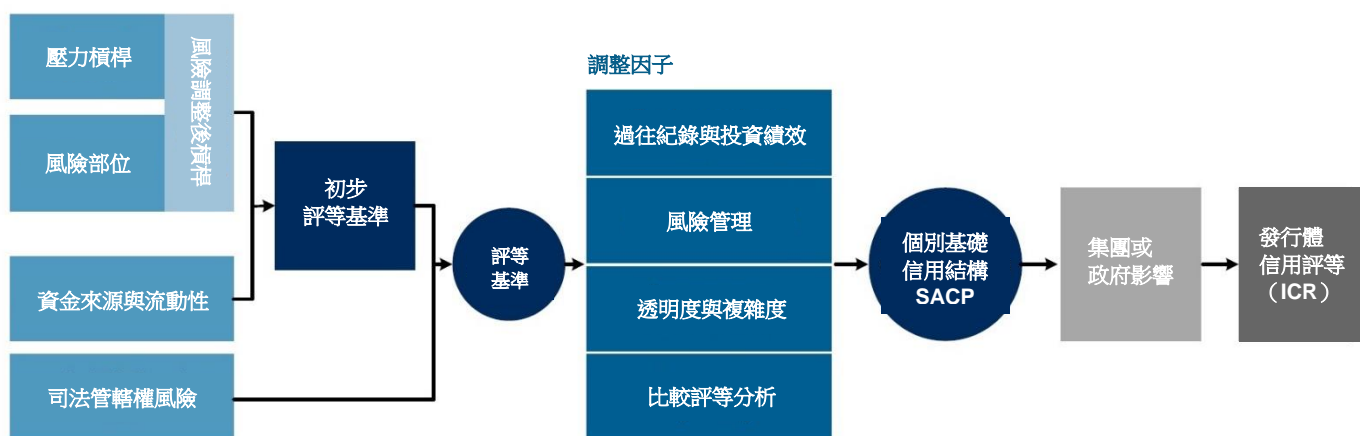 壓力槓桿
風險部位
風險調整後槓桿
資金來源與流動性
司法管轄權風險
初步
評等基準
評等
基準
調整因子
過往紀錄與投資績效
風險管理
透明度與複雜度
比較評等分析
個別基礎
信用結構
SACP
集團或
政府影響
發行體
信用評等
（ICR）